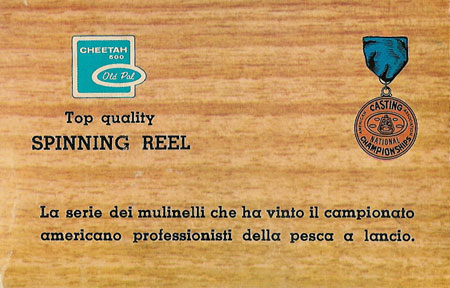 CHEETAH
500
Old Pal
Top quality
SPINNING REEL
CASTING
NATIONAL
CHAMPIONSHIPS
La serie dei mulinelli che ha vinto il campionato
americano professionisti della pesca a lancio.